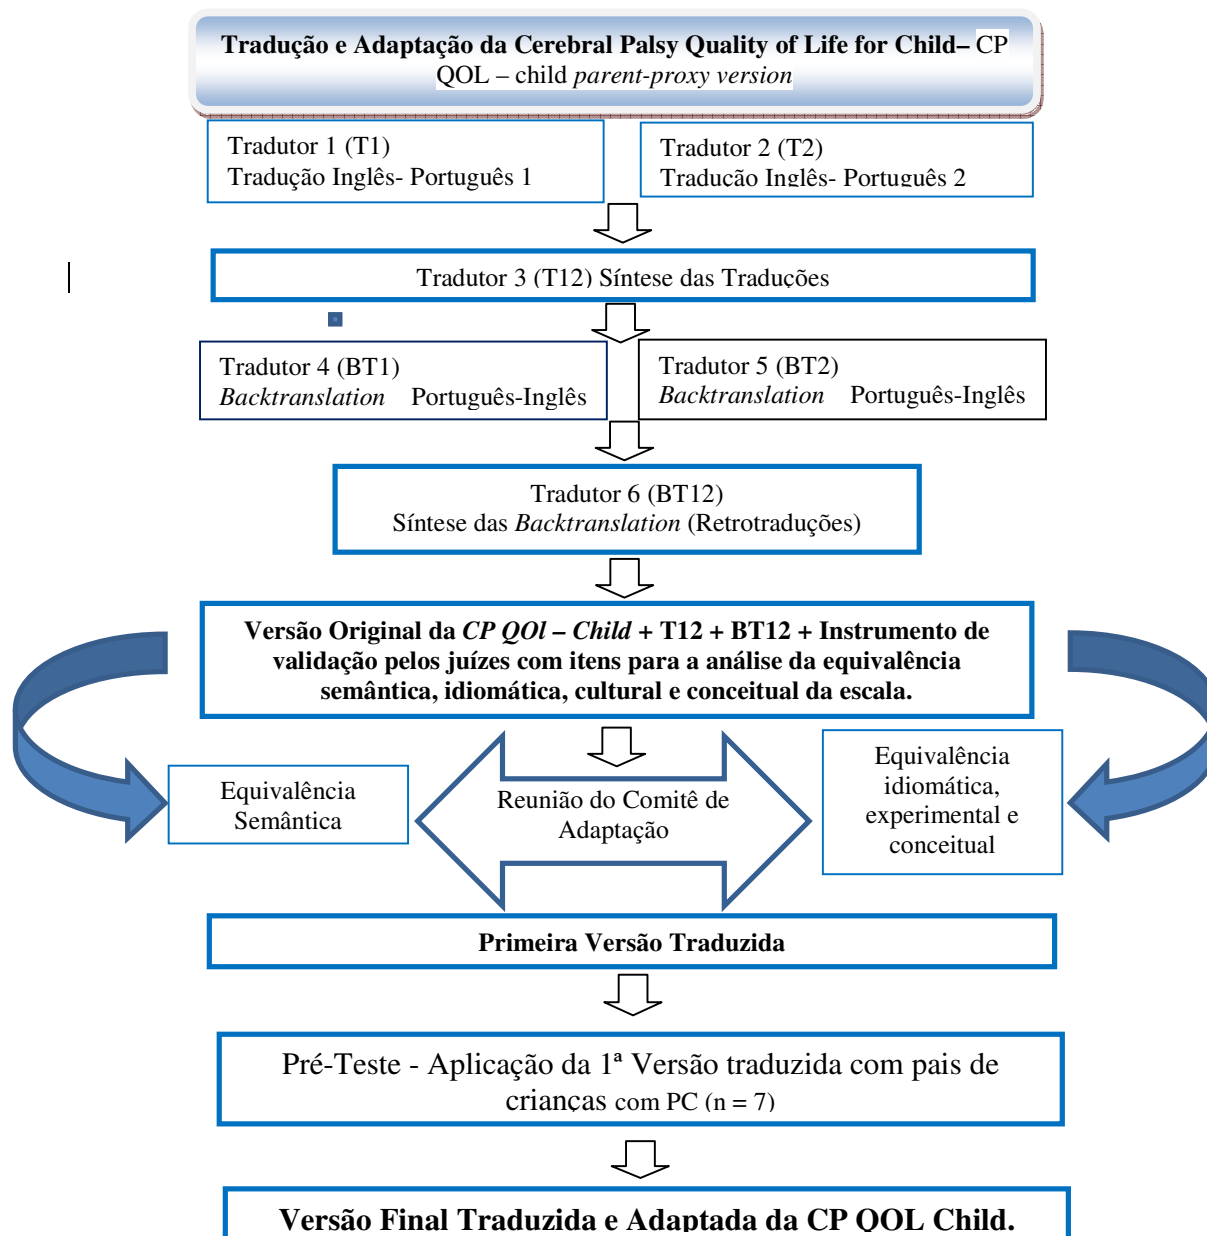 Tradução e Adaptação da Cerebral Palsy Quality of Life for Child– CP
QOL – child parent-proxy version
Tradutor 1 (T1)
Tradução Inglês- Português 1
Tradutor 2 (T2)
Tradução Inglês- Português 2
Tradutor 3 (T12) Síntese das Traduções
Tradutor 4 (BT1)
Backtranslation Português-Inglês
Tradutor 5 (BT2)
Backtranslation Português-Inglês
Tradutor 6 (BT12)
Síntese das Backtranslation (Retrotraduções)
Versão Original da CP QOl – Child + T12 + BT12 + Instrumento de
validação pelos juízes com itens para a análise da equivalência
semântica, idiomática, cultural e conceitual da escala.
Equivalência
Semântica
Reunião do Comitê de
Adaptação
Equivalência
idiomática,
experimental e
conceitual
Primeira Versão Traduzida
Pré-Teste - Aplicação da 1ª Versão traduzida com pais de
crianças com PC (n = 7)
Versão Final Traduzida e Adaptada da CP QOL Child.